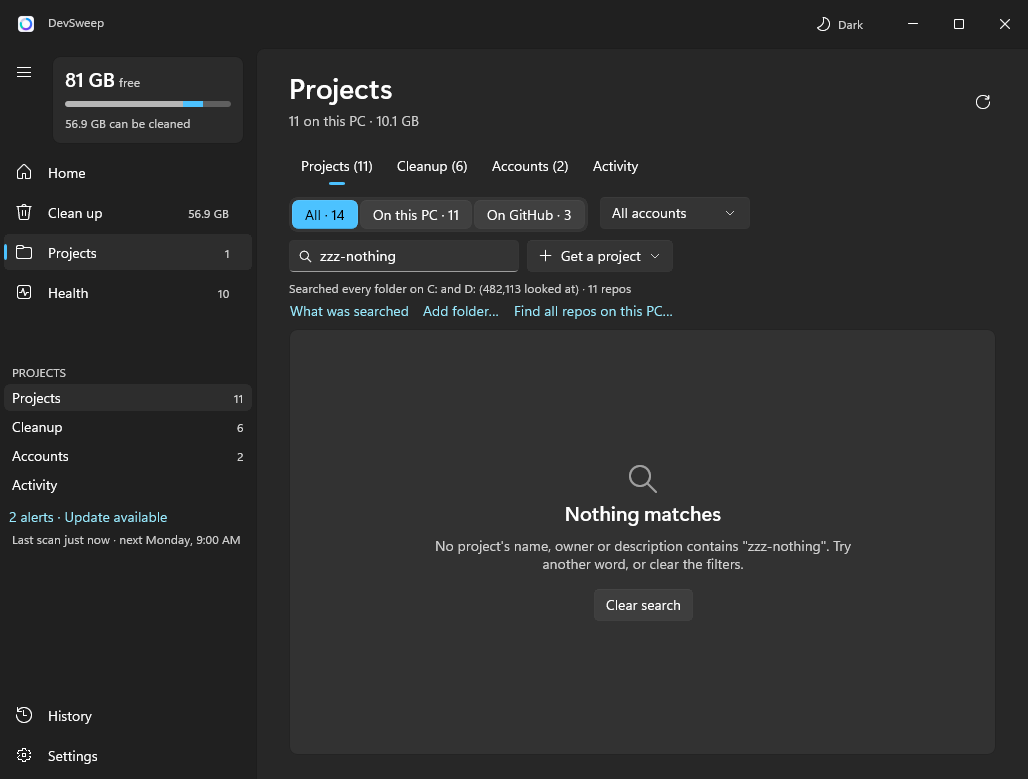 DevSweep
Dark
81 GB free
56.9 GB can be cleaned
Home
Clean up 56.9 GB
Projects 1
Health 10
PROJECTS
Projects 11
Cleanup 6
Accounts 2
Activity
2 alerts · Update available
Last scan just now · next Monday, 9:00 AM
History
Settings
Projects
11 on this PC · 10.1 GB
Projects (11) Cleanup (6) Accounts (2) Activity
All · 14 On this PC · 11 On GitHub · 3 All accounts
zzz-nothing Get a project
Searched every folder on C: and D: (482,113 looked at) · 11 repos
What was searched Add folder... Find all repos on this PC...
Nothing matches
No project's name, owner or description contains "zzz-nothing". Try
another word, or clear the filters.
Clear search